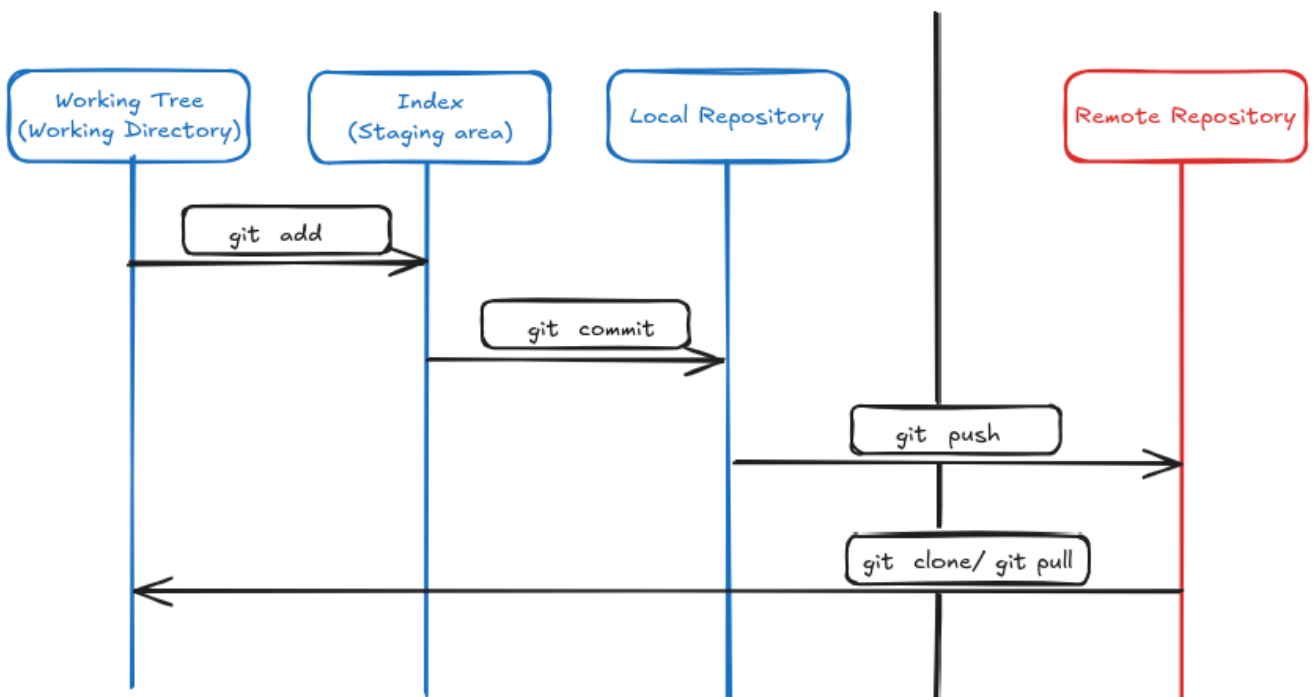 Working Tree
(Working Directory)
Index
(Staging area)
Local Repository
Remote Repository
git add
git commit
git push
git clone/ git pull